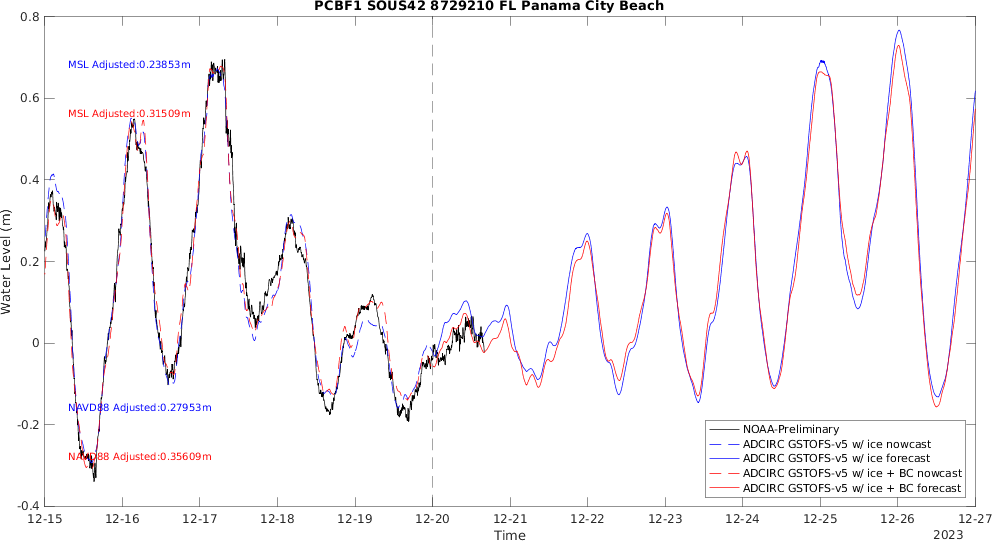 PCBF1 SOUS42 8729210 FL Panama City Beach
0.8
0.6
0.4
0.2
0
-0.2
-0.4
Water Level (m)
MSL Adjusted:0.23853m
MSL Adjusted:0.31509m
NAVD88 Adjusted:0.27953m
NAVD88 Adjusted:0.35609m
NOAA-Preliminary
ADCIRC GSTOFS-v5 w/ ice nowcast
ADCIRC GSTOFS-v5 w/ ice forecast
ADCIRC GSTOFS-v5 w/ ice + BC nowcast
ADCIRC GSTOFS-v5 w/ ice + BC forecast
12-15 12-16 12-17 12-18 12-19 12-20 12-21 12-22 12-23 12-24 12-25 12-26 12-27
Time
2023